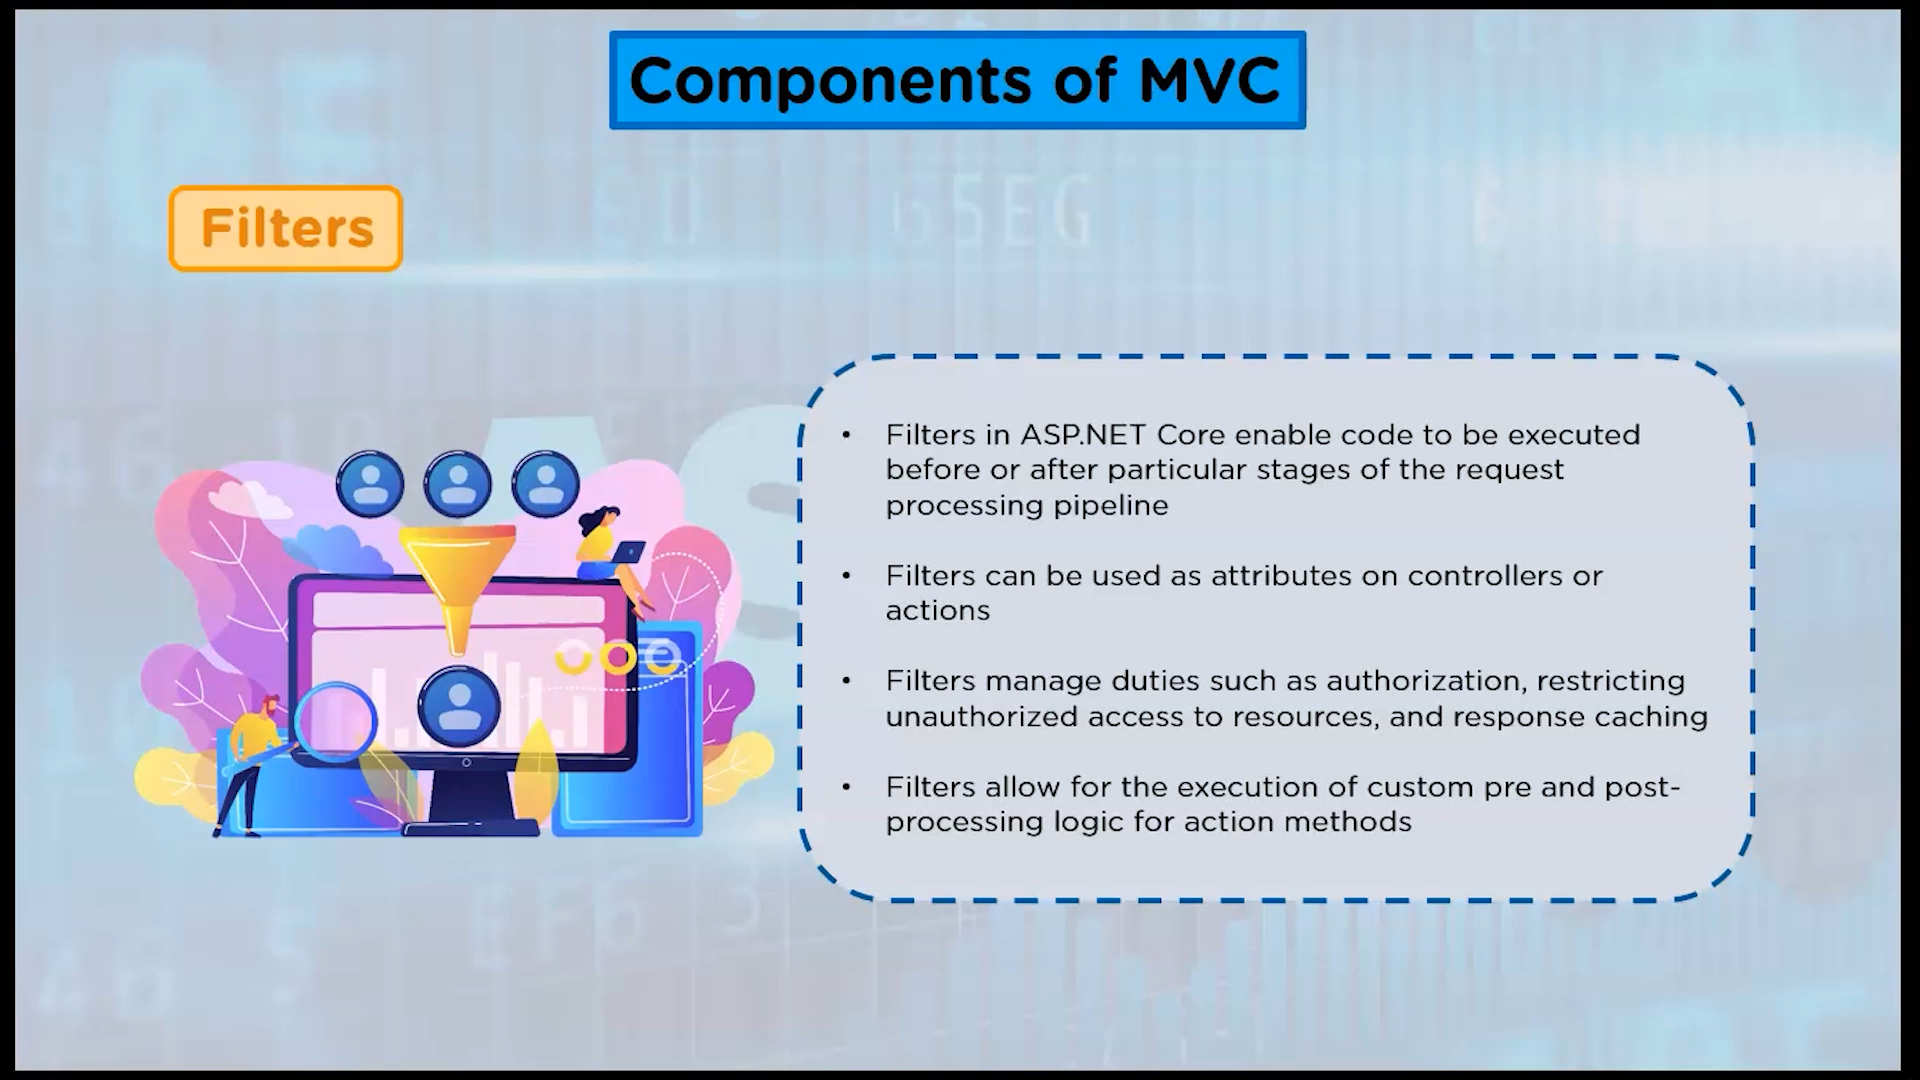 Components of MVC
Filters
• Filters in ASP.NET Core enable code to be executed
before or after particular stages of the request
processing pipeline
• Filters can be used as attributes on controllers or
actions
• Filters manage duties such as authorization, restricting
unauthorized access to resources, and response caching
• Filters allow for the execution of custom pre and post-
processing logic for action methods